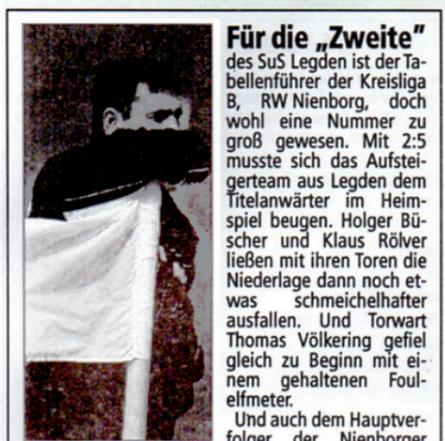 Für die „Zweite”
des SuS Legden ist der Ta-
bellenführer der Kreisliga
B, RW Nienborg, doch
wohl eine Nummer zu
groß gewesen. Mit 2:5
musste sich das Aufstei-
gerteam aus Legden dem
Titelanwärter im Heim-
spiel beugen. Holger Bü-
scher und Klaus Rölver
ließen mit ihren Toren die
Niederlage dann noch et-
was schmeichelhafter
ausfallen. Und Torwart
Thomas Völkering gefiel
gleich zu Beginn mit ei-
nem gehaltenen Foul-
elfmeter.
Und auch dem Hauptver-
folger der Nienborger